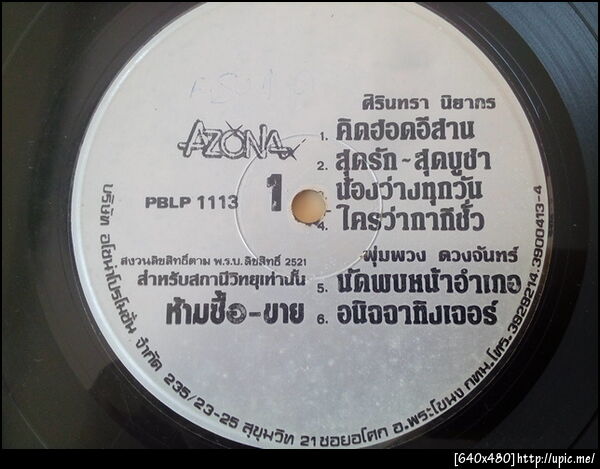 AZONA
PBLP 1113
1
ศิรินทรา นิยากร
1. คิดฮอดอีสาน
2. สุดรัก~สุดบูชา
น้องว่างทุกวัน
4. ใครว่ากากีชั่ว
พุ่มพวง ดวงจันทร์
5. นัดพบหน้าอำเภอ
6. อนิจจาทิงเจอร์
สงวนลิขสิทธิ์ตาม พ.ร.บ. ลิขสิทธิ์ 2521
สำหรับสถานีวิทยุเท่านั้น
ห้ามซื้อ-ขาย
บริษัท อโซน่าโปรโมชั่น จำกัด 235/23-25 สุขุมวิท 21 ซอยอโศก อ.พระโขนง กทม. โทร. 3929214, 3900413-4
[640x480]http://upic.me/